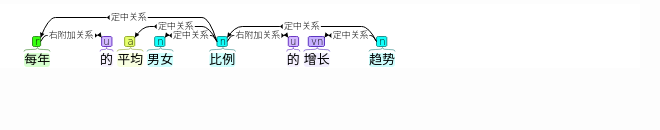 定中关系
定中关系 定中关系
右附加关系 定中关系 右附加关系 定中关系
r u a n n u vn n
每年 的 平均 男女 比例 的 增长 趋势